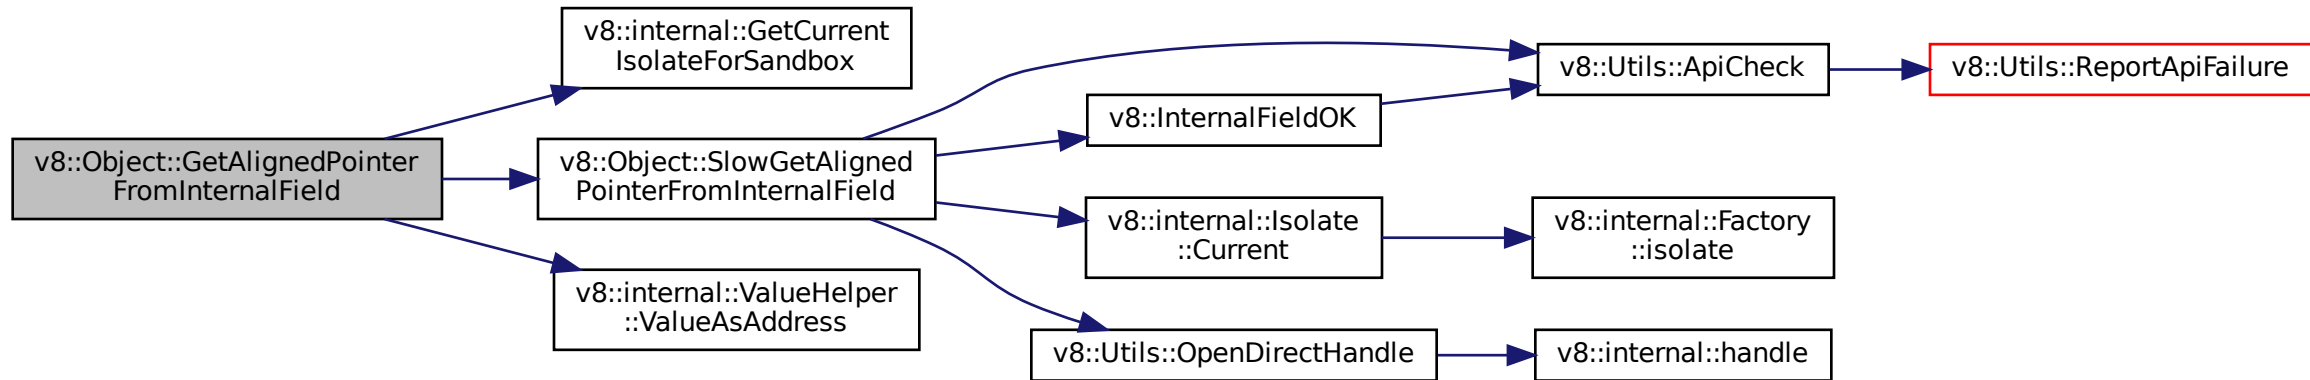 v8::internal::GetCurrent
IsolateForSandbox
v8::Object::GetAlignedPointer
FromInternalField
v8::Object::SlowGetAligned
PointerFromInternalField
v8::internal::ValueHelper
::ValueAsAddress
v8::InternalFieldOK
v8::internal::Isolate
::Current
v8::Utils::OpenDirectHandle
v8::Utils::ApiCheck
v8::internal::Factory
::isolate
v8::internal::handle
v8::Utils::ReportApiFailure